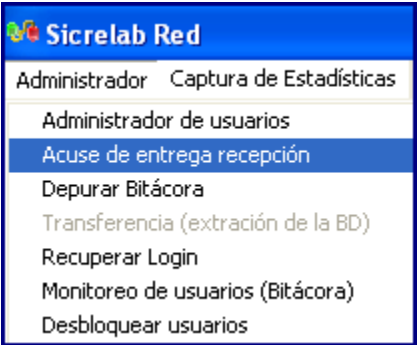 Sicrelab Red
Administrador Captura de Estadísticas
Administrador de usuarios
Acuse de entrega recepción
Depurar Bitácora
Transferencia (extración de la BD)
Recuperar Login
Monitoreo de usuarios (Bitácora)
Desbloquear usuarios